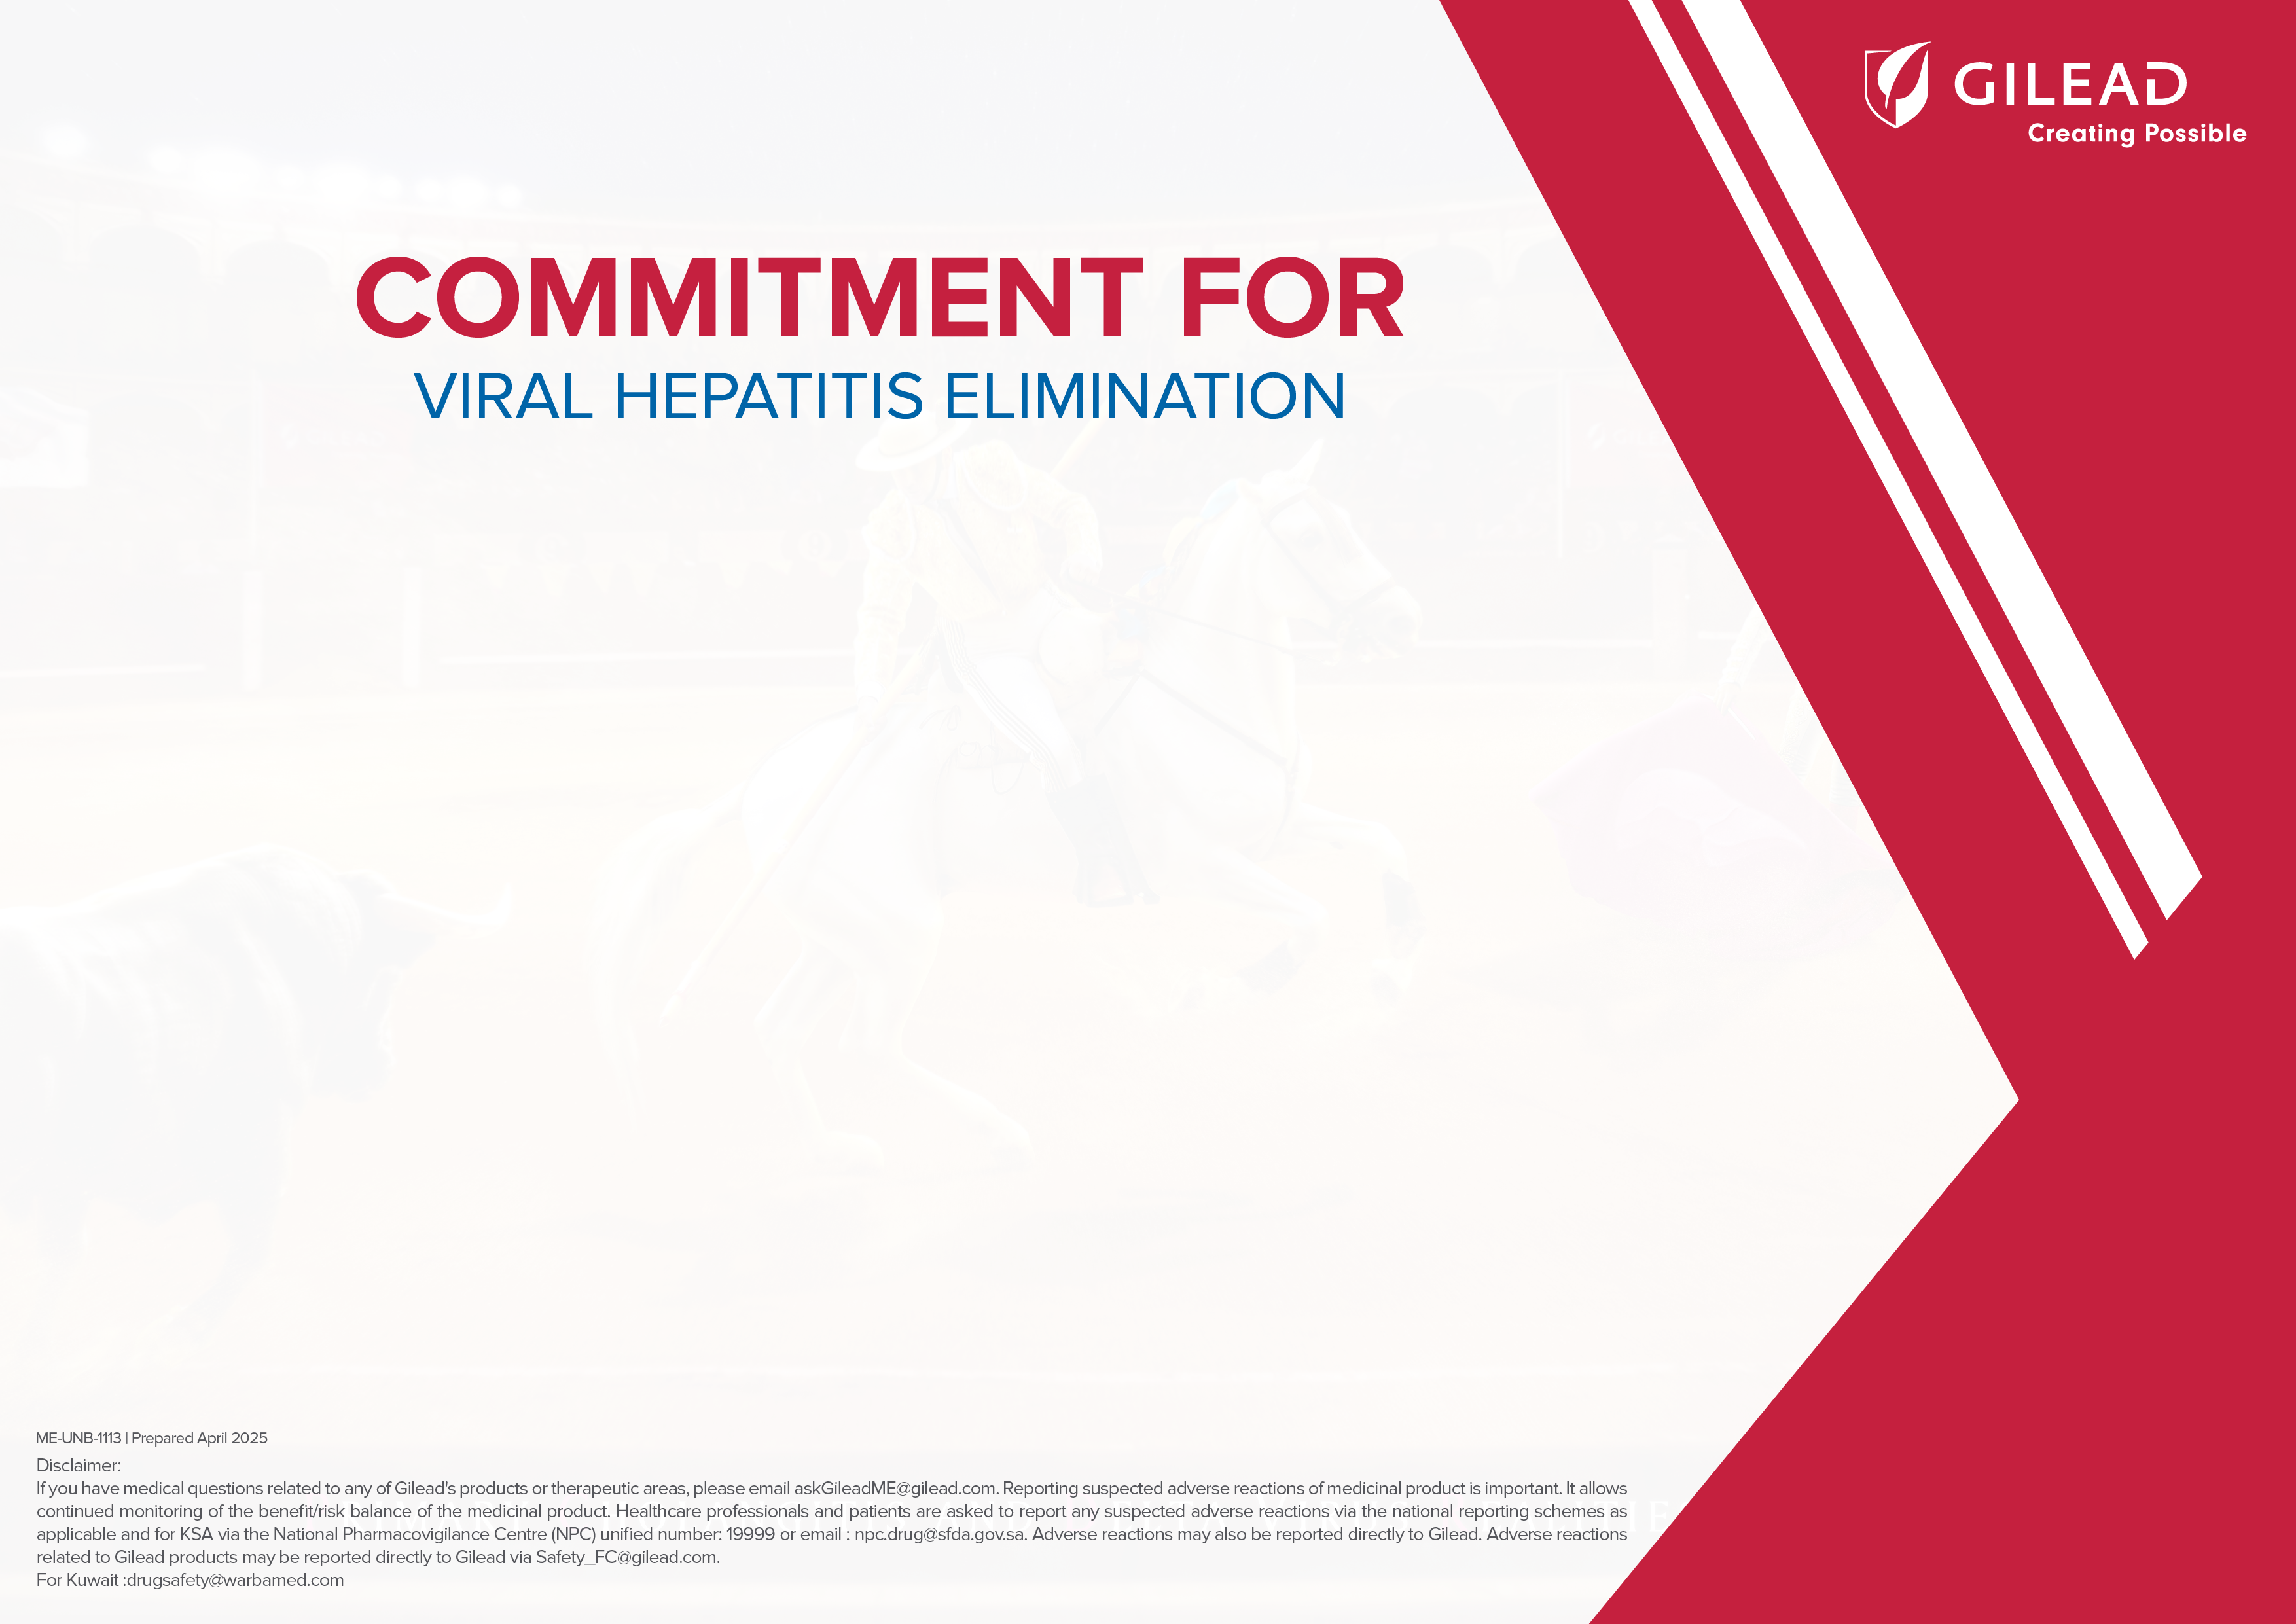 GILEAD
Creating Possible
COMMITMENT FOR
VIRAL HEPATITIS ELIMINATION
ME-UNB-1113 | Prepared April 2025
Disclaimer:
If you have medical questions related to any of Gilead's products or therapeutic areas, please email askGileadME@gilead.com. Reporting suspected adverse reactions of medicinal product is important. It allows
continued monitoring of the benefit/risk balance of the medicinal product. Healthcare professionals and patients are asked to report any suspected adverse reactions via the national reporting schemes as
applicable and for KSA via the National Pharmacovigilance Centre (NPC) unified number: 19999 or email : npc.drug@sfda.gov.sa. Adverse reactions may also be reported directly to Gilead. Adverse reactions
related to Gilead products may be reported directly to Gilead via Safety_FC@gilead.com.
For Kuwait :drugsafety@warbamed.com